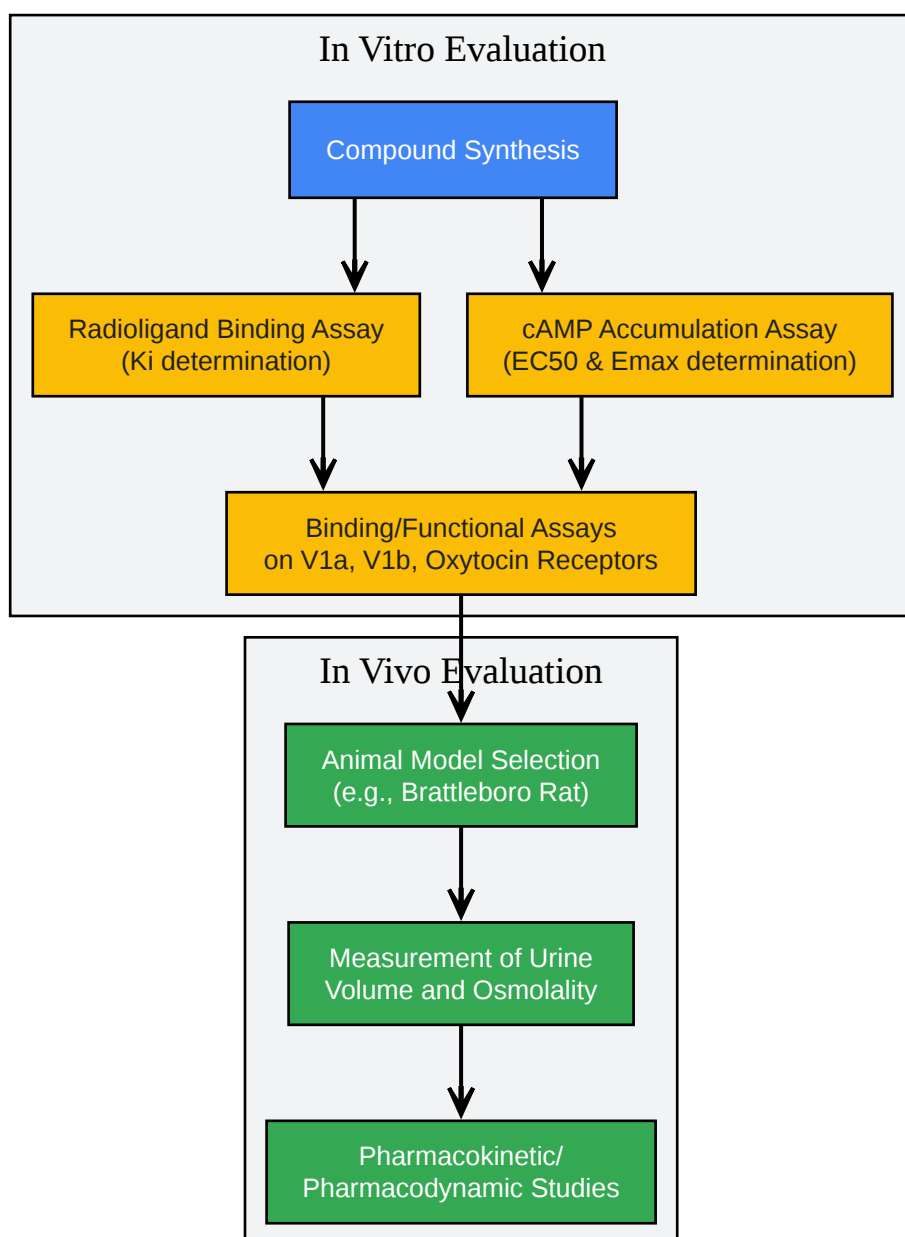 In Vitro Evaluation
Compound Synthesis
Radioligand Binding Assay
(Ki determination)
cAMP Accumulation Assay
(EC50 & Emax determination)
Binding/Functional Assays
on V1a, V1b, Oxytocin Receptors
In Vivo Evaluation
Animal Model Selection
(e.g., Brattleboro Rat)
Measurement of Urine
Volume and Osmolality
Pharmacokinetic/
Pharmacodynamic Studies